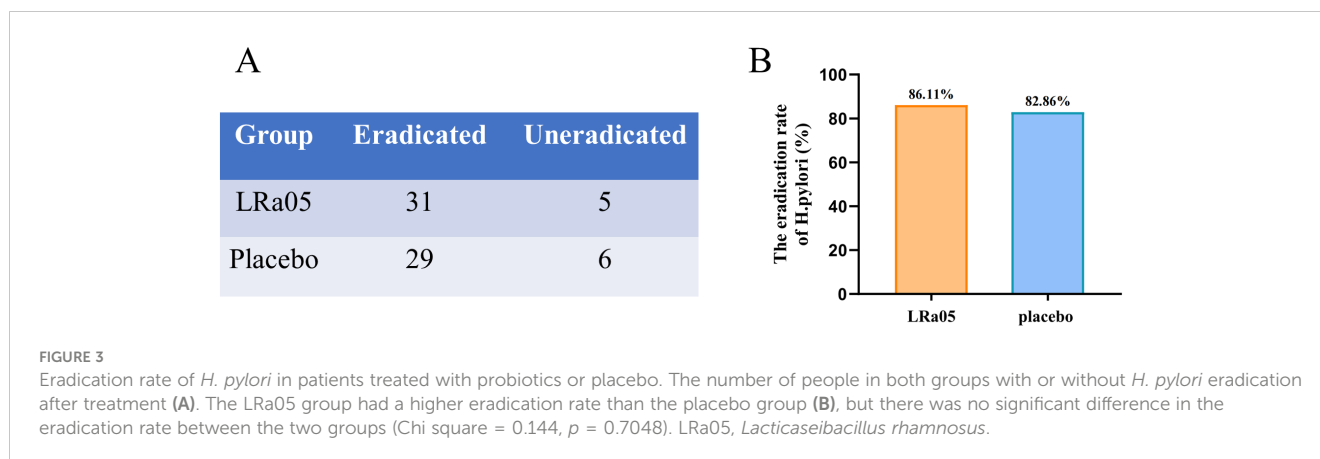 A
Group Eradicated Uneradicated
LRa05 31 5
Placebo 29 6
B
The eradication rate
of H.pylori (%)
100
80
60
40
20
0
86.11%
82.86%
LRa05 placebo
FIGURE 3
Eradication rate of H. pylori in patients treated with probiotics or placebo. The number of people in both groups with or without H. pylori eradication
after treatment (A). The LRa05 group had a higher eradication rate than the placebo group (B), but there was no significant difference in the
eradication rate between the two groups (Chi square = 0.144, p = 0.7048). LRa05, Lacticaseibacillus rhamnosus.